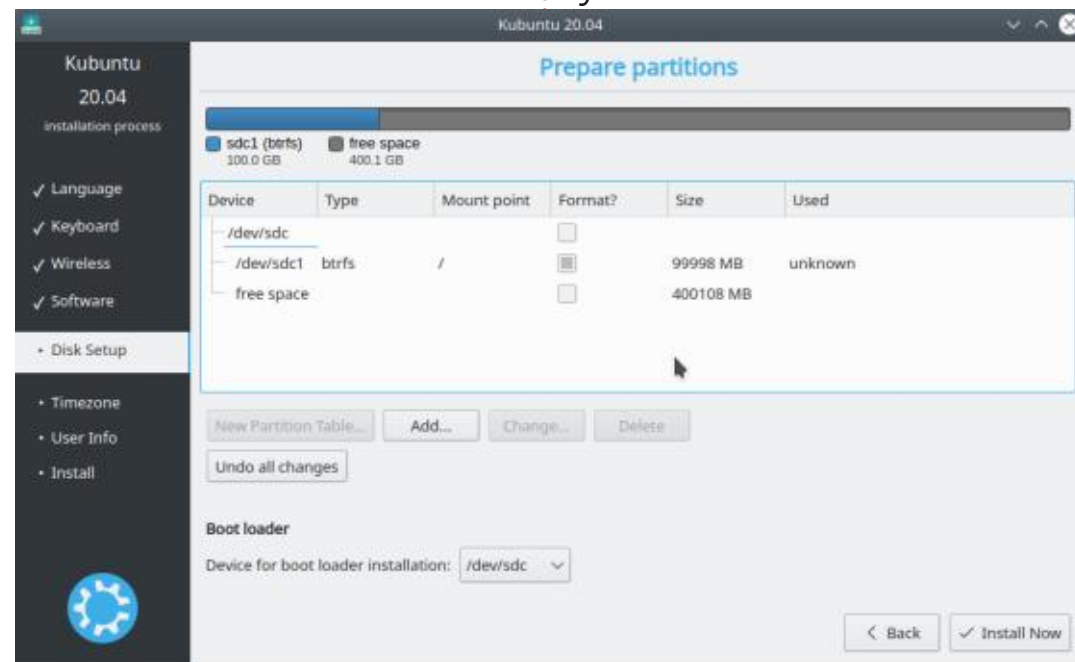 Kubuntu 20.04
Kubuntu
20.04
installation process
✓ Language
✓ Keyboard
✓ Wireless
✓ Software
• Disk Setup
• Timezone
• User Info
• Install
Prepare partitions
sdc1 (btrfs) free space
100.0 GB 400.1 GB
Device Type Mount point Format? Size Used
/dev/sdc
/dev/sdc1 btrfs / 99998 MB unknown
free space 400108 MB
New Partition Table... Add... Change... Delete
Undo all changes
Boot loader
Device for boot loader installation: /dev/sdc
< Back ✓ Install Now